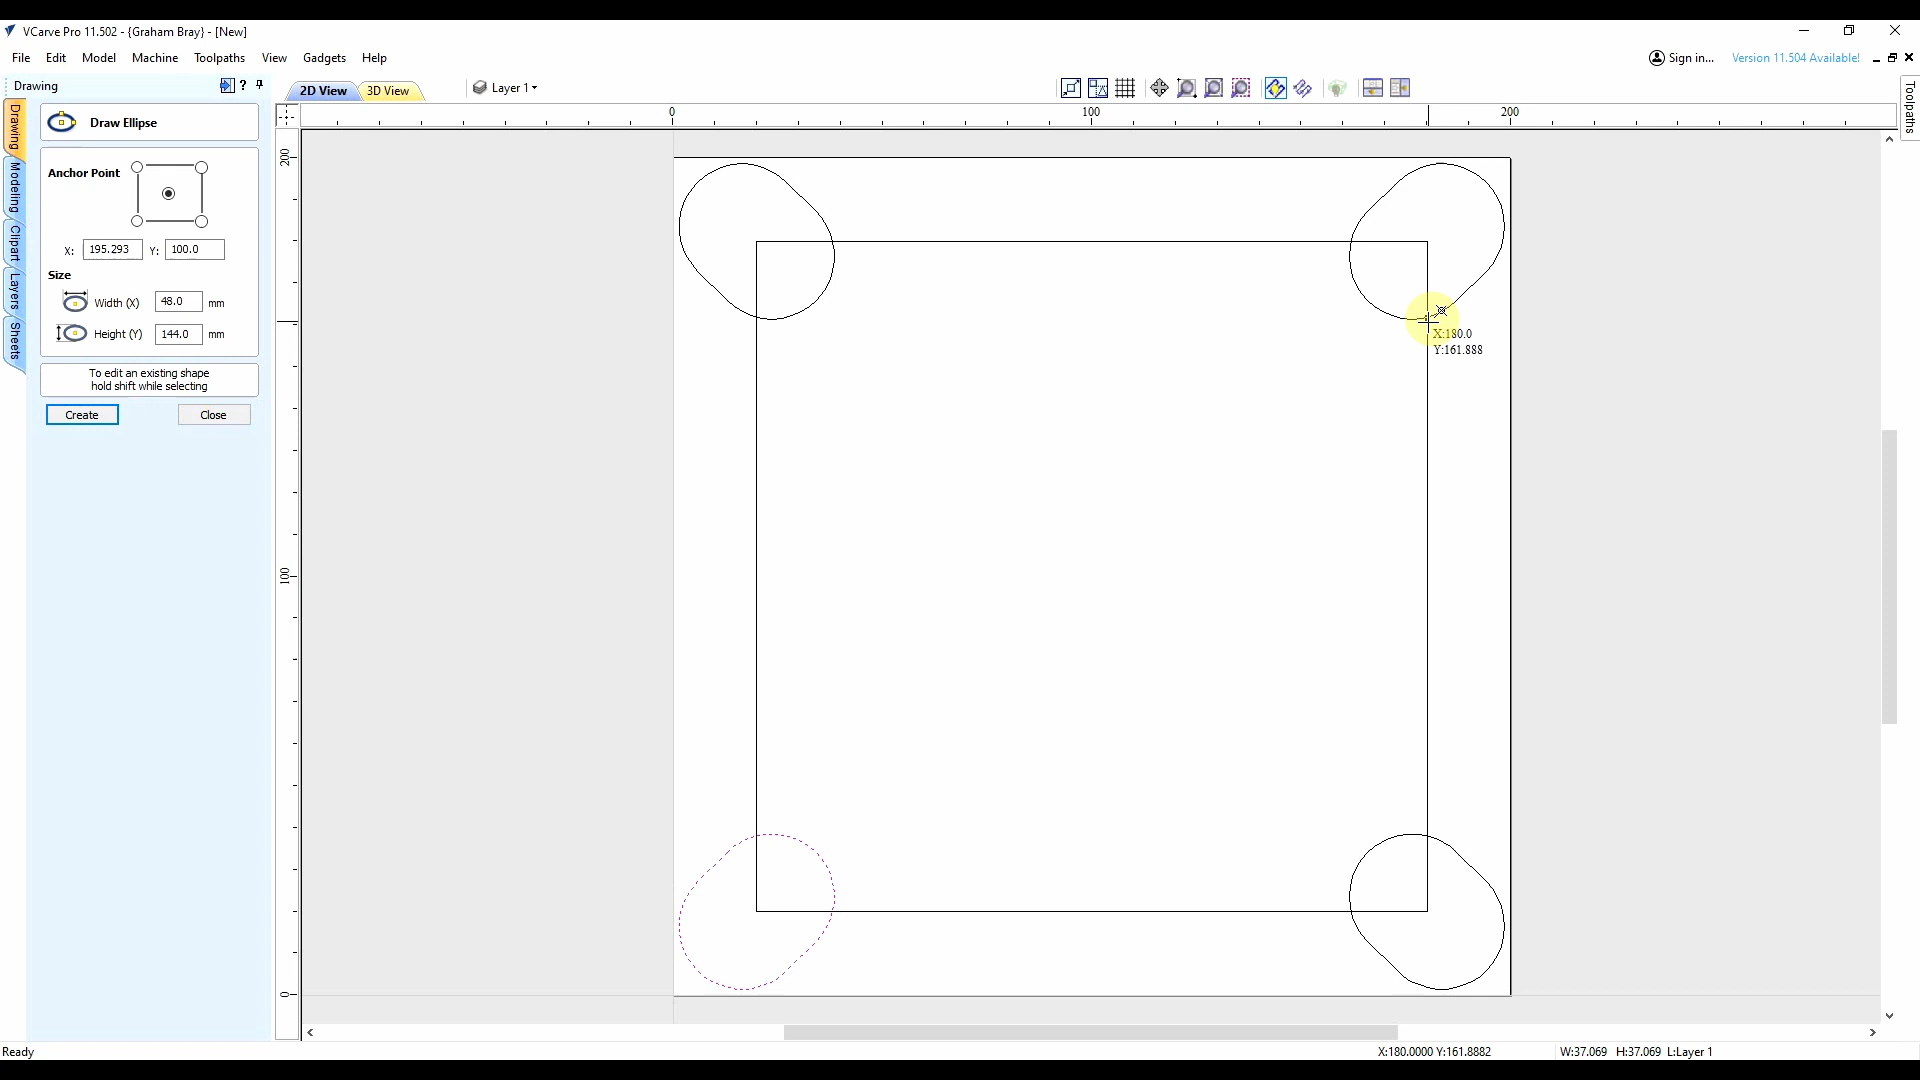 VCarve Pro 11.502 - {Graham Bray} - [New]
File Edit Model Machine Toolpaths View Gadgets Help
Sign in... Version 11.504 Available!
Drawing ?
2D View 3D View Layer 1
0 100 200
Drawing
Modeling
Clipart
Layers
Sheets
Toolpaths
Draw Ellipse
Anchor Point
X: 195.293 Y: 100.0
Size
Width (X) 48.0 mm
Height (Y) 144.0 mm
To edit an existing shape
hold shift while selecting
Create Close
200
100
0
X:180.0
Y:161.888
Ready
X:180.0000 Y:161.8882 W:37.069 H:37.069 L:Layer 1